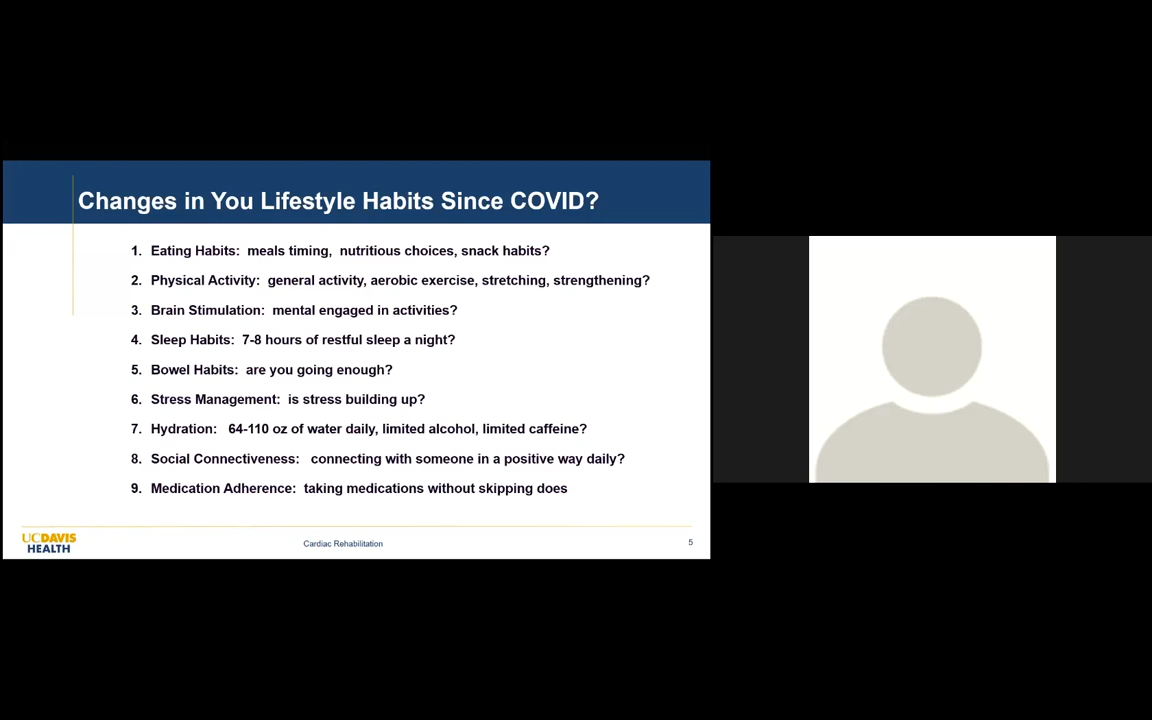 Changes in You Lifestyle Habits Since COVID?
1. Eating Habits: meals timing, nutritious choices, snack habits?
2. Physical Activity: general activity, aerobic exercise, stretching, strengthening?
3. Brain Stimulation: mental engaged in activities?
4. Sleep Habits: 7-8 hours of restful sleep a night?
5. Bowel Habits: are you going enough?
6. Stress Management: is stress building up?
7. Hydration: 64-110 oz of water daily, limited alcohol, limited caffeine?
8. Social Connectiveness: connecting with someone in a positive way daily?
9. Medication Adherence: taking medications without skipping does
UCDAVIS
HEALTH
Cardiac Rehabilitation
5